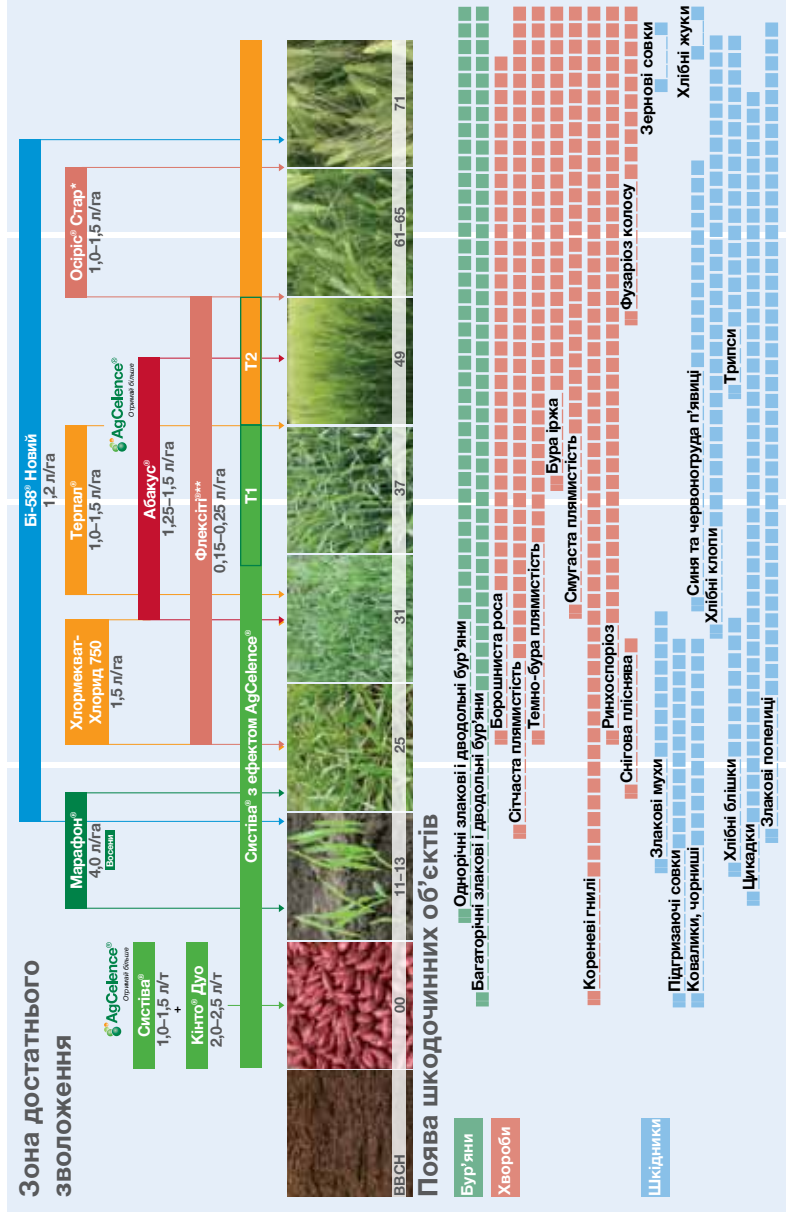 Зона достатнього
зволоження
Бі-58® Новий
1,2 л/га
Осіріс® Стар*
1,0–1,5 л/га
Марафон®
4,0 л/га
Восени
Хлормекват-
Хлорид 750
1,5 л/га
Терпал®
1,0–1,5 л/га
AgCelence®
Отримай більше
Абакус®
1,25–1,5 л/га
Флексіті®**
0,15–0,25 л/га
AgCelence®
Отримай більше
Систіва®
1,0–1,5 л/т
+
Кінто® Дуо
2,0–2,5 л/т
Систіва® з ефектом AgCelence®
T1
T2
BBCH
00
11–13
25
31
37
49
61–65
71
Поява шкодочинних об’єктів
Бур’яни
Однорічні злакові і дводольні бур’яни
Багаторічні злакові і дводольні бур’яни
Хвороби
Борошниста роса
Сітчаста плямистість
Темно-бура плямистість
Бура іржа
Смугаста плямистість
Кореневі гнилі
Ринхоспоріоз
Снігова пліснява
Фузаріоз колосу
Шкідники
Злакові мухи
Зернові совки
Підгризаючі совки
Ковалики, чорниші
Синя та червоногруда п’явиці
Хлібні жуки
Хлібні клопи
Хлібні блішки
Трипси
Цикадки
Злакові попелиці